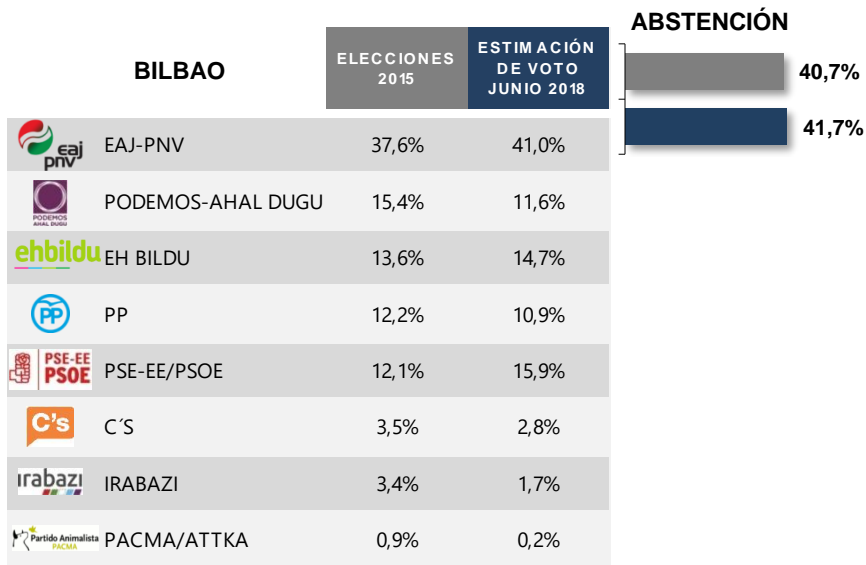 ABSTENCIÓN
BILBAO
ELECCIONES
2015
ESTIMACIÓN
DE VOTO
JUNIO 2018
40,7%
41,7%
eaj
pnv
EAJ-PNV 37,6% 41,0%
PODEMOS
AHAL DUGU
PODEMOS-AHAL DUGU 15,4% 11,6%
ehbildu
EH BILDU 13,6% 14,7%
PP
PP 12,2% 10,9%
PSE-EE
PSOE
PSE-EE/PSOE 12,1% 15,9%
C's
C´S 3,5% 2,8%
ırabazı
IRABAZI 3,4% 1,7%
Partido Animalista
PACMA
PACMA/ATTKA 0,9% 0,2%